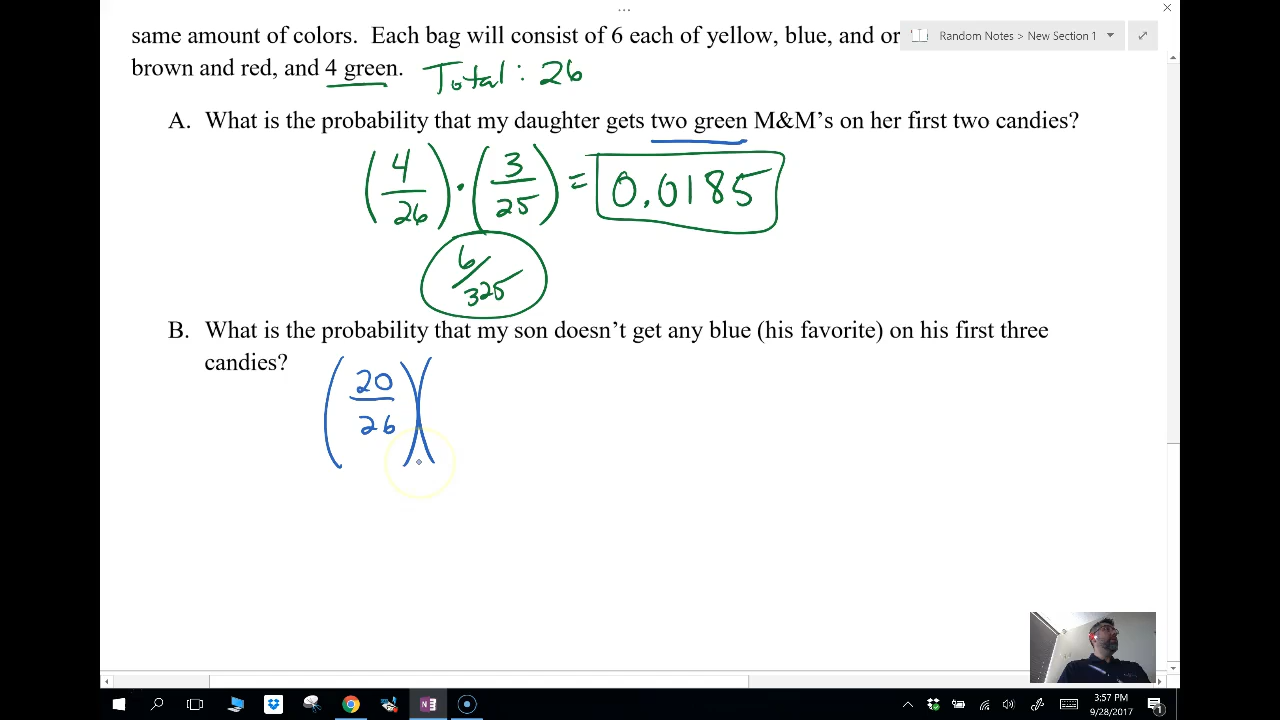 ...
same amount of colors. Each bag will consist of 6 each of yellow, blue, and or
Random Notes > New Section 1
brown and red, and 4 green. Total: 26
A. What is the probability that my daughter gets two green M&M's on her first two candies?
(4/26) · (3/25) = 0.0185
6/325
B. What is the probability that my son doesn't get any blue (his favorite) on his first three
candies?
(20/26)(
N
3:57 PM
9/28/2017
1